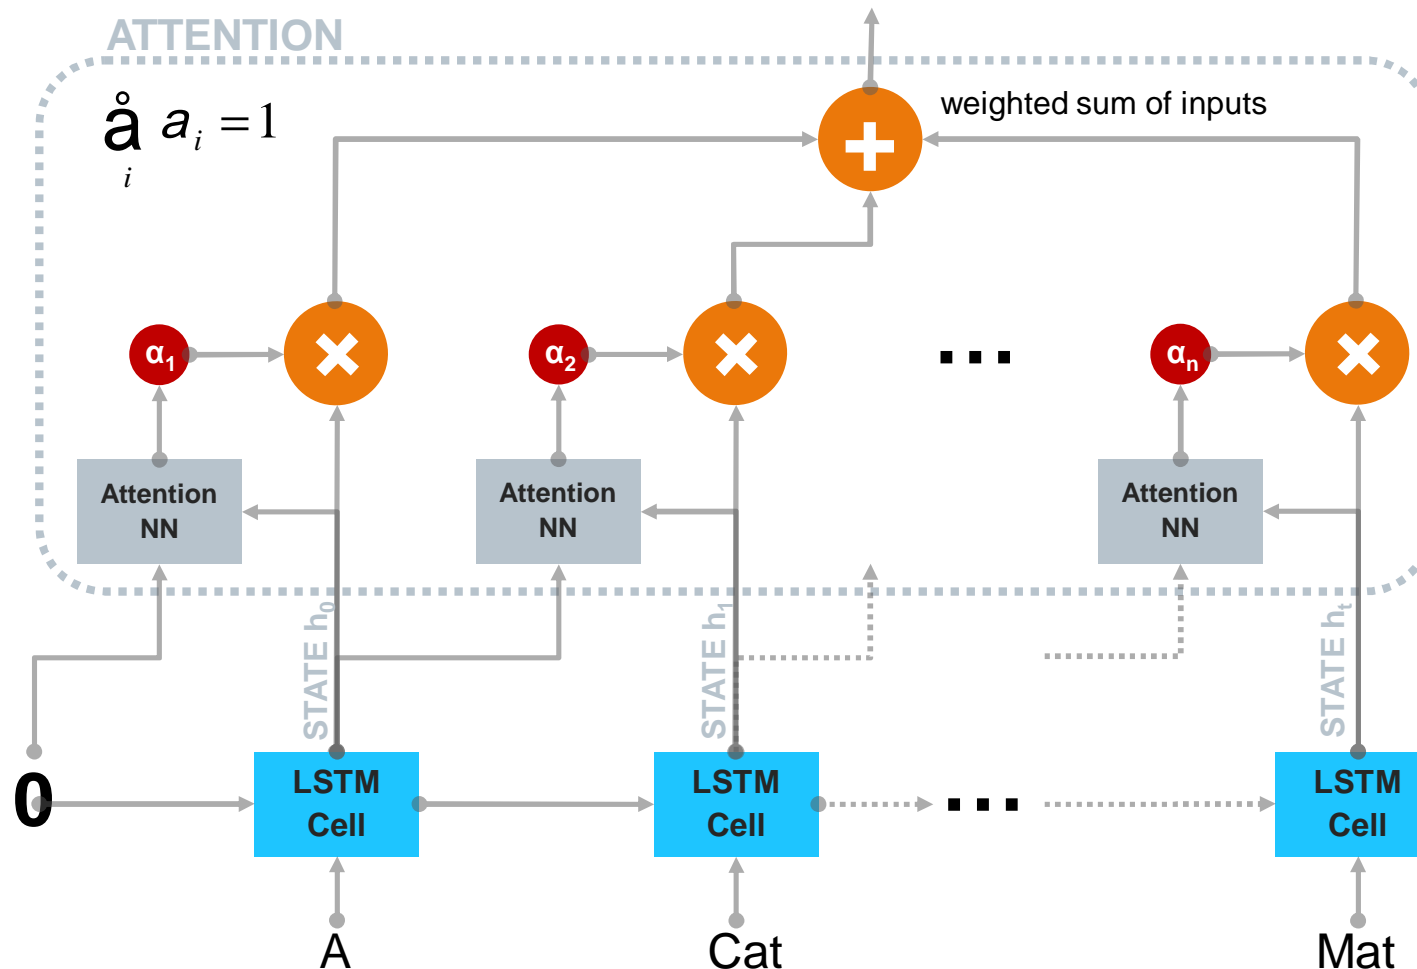 ATTENTION
å a_i = 1
i
weighted sum of inputs
+
α₁
×
α₂
×
...
αₙ
×
Attention
NN
Attention
NN
Attention
NN
STATE h₀
STATE h₁
STATE hₜ
0
LSTM
Cell
LSTM
Cell
...
LSTM
Cell
A
Cat
Mat